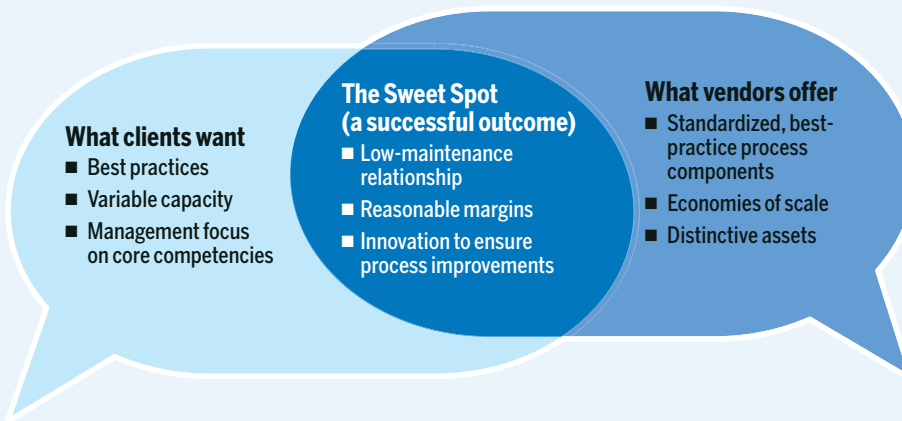 What clients want
■ Best practices
■ Variable capacity
■ Management focus
on core competencies
The Sweet Spot
(a successful outcome)
■ Low-maintenance
relationship
■ Reasonable margins
■ Innovation to ensure
process improvements
What vendors offer
■ Standardized, best-
practice process
components
■ Economies of scale
■ Distinctive assets